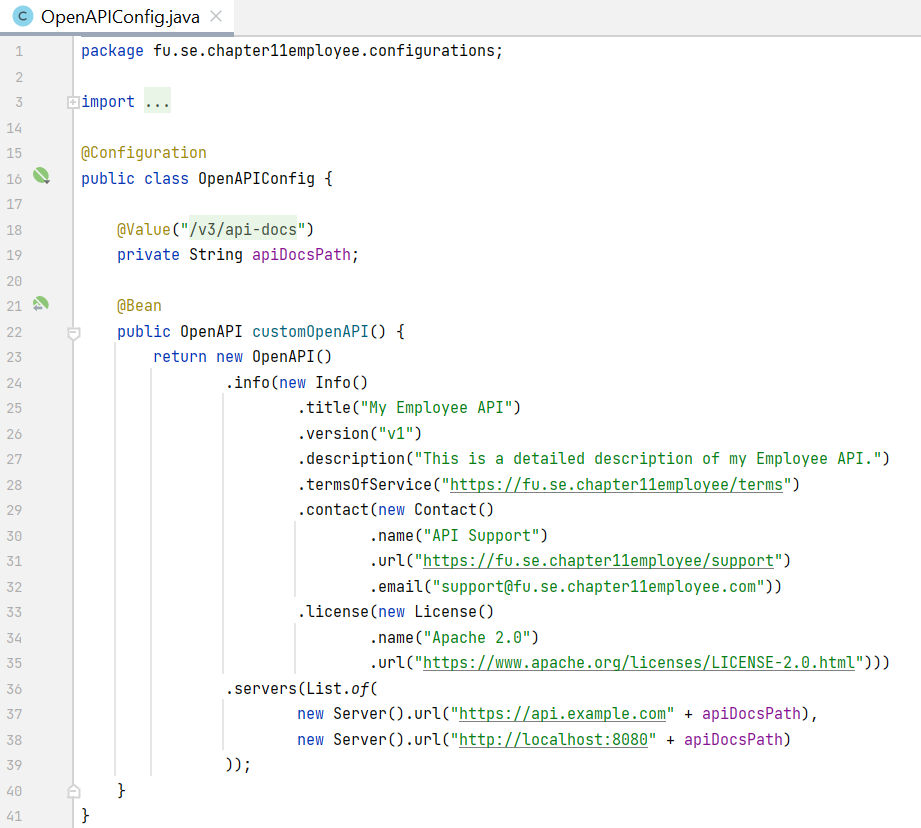 OpenAPIConfig.java
1 package fu.se.chapter11employee.configurations;
2
3 import ...
14
15 @Configuration
16 public class OpenAPIConfig {
17
18     @Value("/v3/api-docs")
19     private String apiDocsPath;
20
21     @Bean
22     public OpenAPI customOpenAPI() {
23         return new OpenAPI()
24                 .info(new Info()
25                         .title("My Employee API")
26                         .version("v1")
27                         .description("This is a detailed description of my Employee API.")
28                         .termsOfService("https://fu.se.chapter11employee/terms")
29                         .contact(new Contact()
30                                 .name("API Support")
31                                 .url("https://fu.se.chapter11employee/support")
32                                 .email("support@fu.se.chapter11employee.com"))
33                         .license(new License()
34                                 .name("Apache 2.0")
35                                 .url("https://www.apache.org/licenses/LICENSE-2.0.html")))
36                 .servers(List.of(
37                         new Server().url("https://api.example.com" + apiDocsPath),
38                         new Server().url("http://localhost:8080" + apiDocsPath)
39                 ));
40     }
41 }